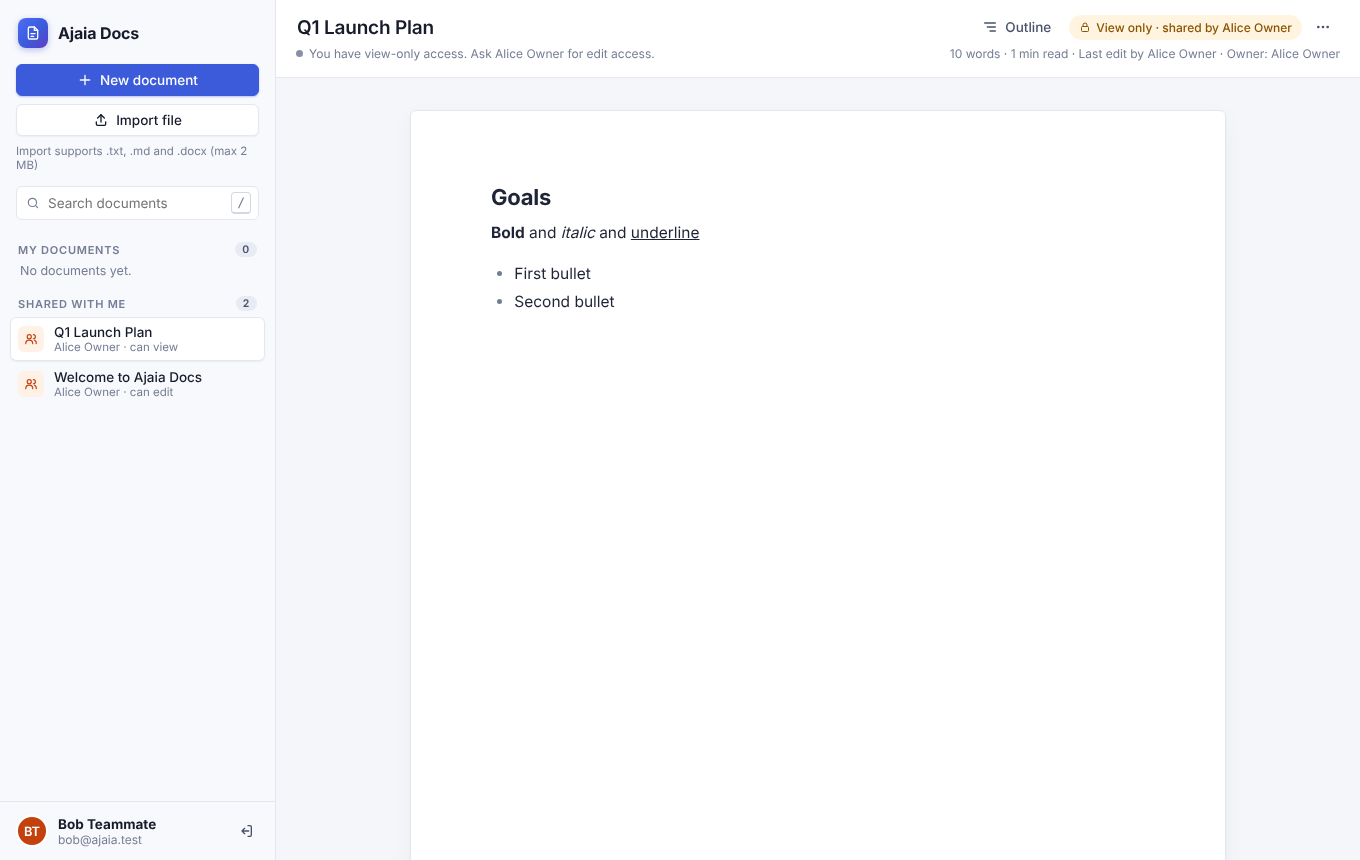 Ajaia Docs
New document
Import file
Import supports .txt, .md and .docx (max 2
MB)
Search documents /
MY DOCUMENTS 0
No documents yet.
SHARED WITH ME 2
Q1 Launch Plan
Alice Owner · can view
Welcome to Ajaia Docs
Alice Owner · can edit
BT
Bob Teammate
bob@ajaia.test
Q1 Launch Plan
Outline
View only · shared by Alice Owner
You have view-only access. Ask Alice Owner for edit access.
10 words · 1 min read · Last edit by Alice Owner · Owner: Alice Owner
Goals
Bold and italic and underline
First bullet
Second bullet